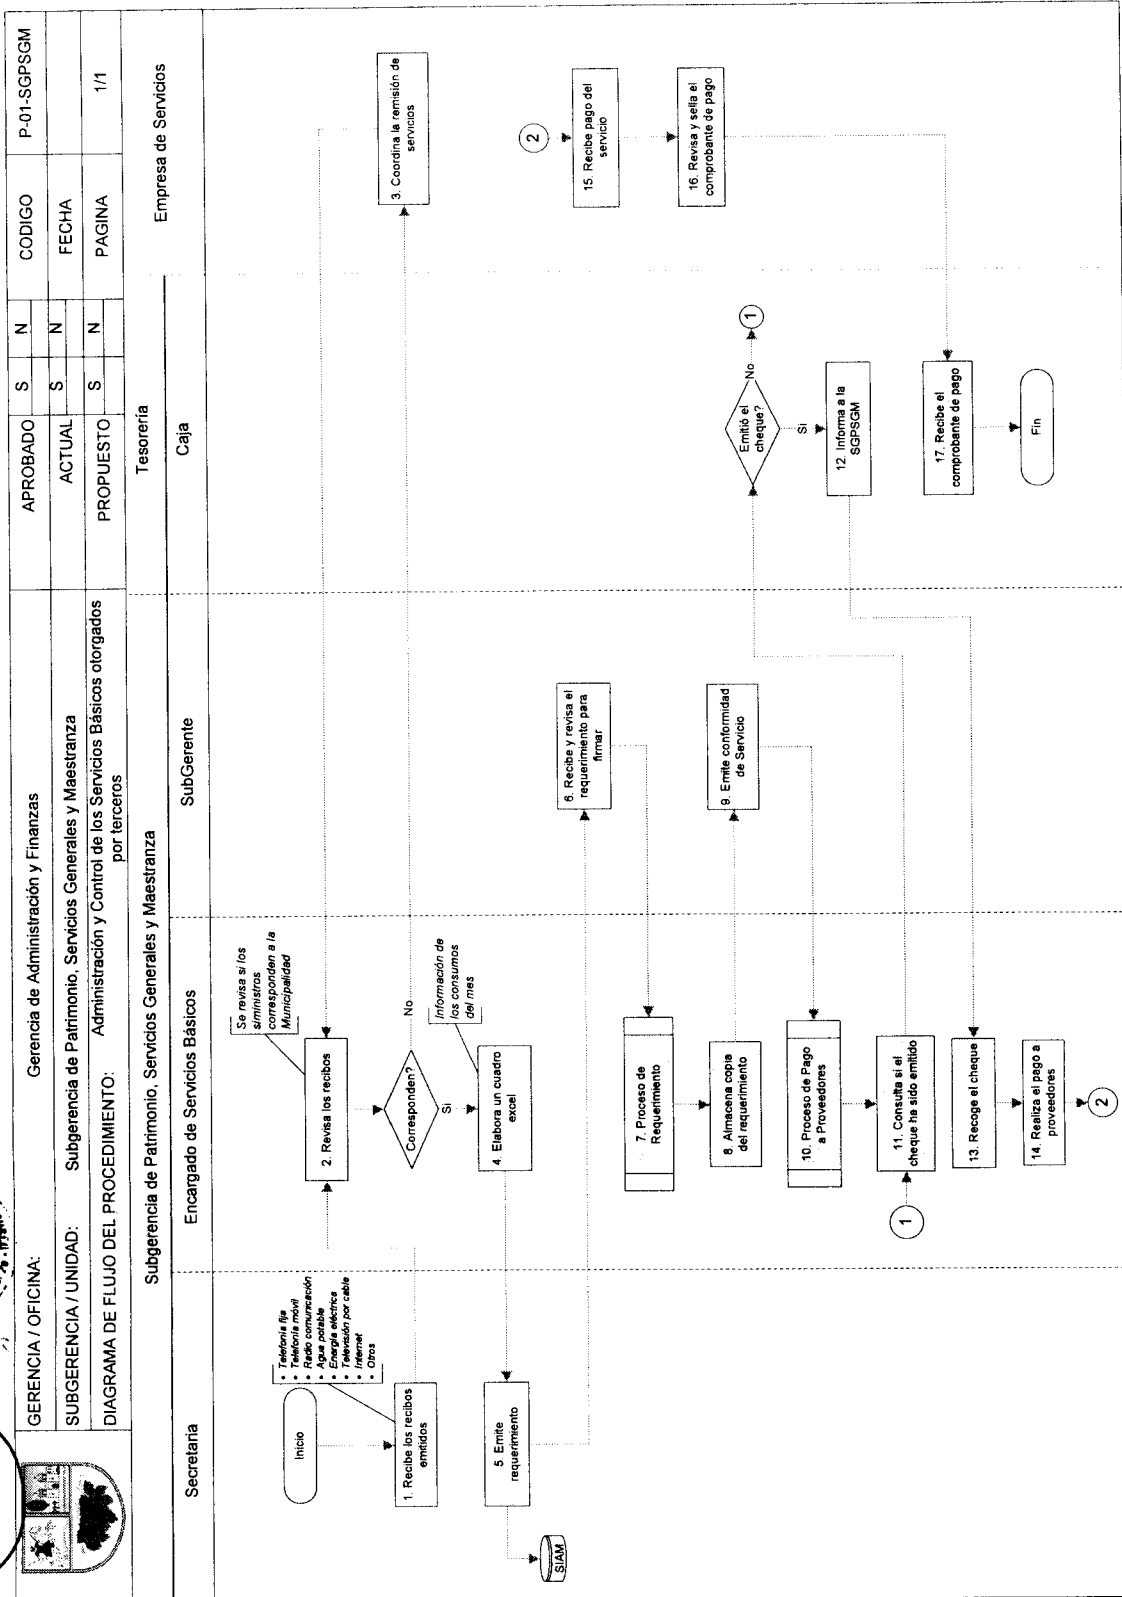 GERENCIA / OFICINA: Gerencia de Administración y Finanzas APROBADO S N CODIGO P-01-SGPSGM
SUBGERENCIA / UNIDAD: Subgerencia de Patrimonio, Servicios Generales y Maestranza ACTUAL S N FECHA
DIAGRAMA DE FLUJO DEL PROCEDIMIENTO: Administración y Control de los Servicios Básicos otorgados PROPUESTO S N PAGINA 1/1
por terceros
Subgerencia de Patrimonio, Servicios Generales y Maestranza
Tesorería
Empresa de Servicios
Secretaria
Encargado de Servicios Básicos
SubGerente
Caja
Inicio
• Telefonía fija
• Telefonía móvil
• Radio comunicación
• Agua potable
• Energía eléctrica
• Televisión por cable
• Internet
• Otros
1. Recibe los recibos
emitidos
Se revisa si los
siministros
corresponden a la
Municipalidad
2. Revisa los recibos
Corresponden?
No
Si
3. Coordina la remisión de
servicios
Información de
los consumos
del mes
4. Elabora un cuadro
excel
5. Emite
requerimiento
SIAM
6. Recibe y revisa el
requerimiento para
firmar
7. Proceso de
Requerimiento
8. Almacena copia
del requerimiento
9. Emite conformidad
de Servicio
10. Proceso de Pago
a Proveedores
1
11. Consulta si el
cheque ha sido emitido
Emitió el
cheque?
No
1
Si
12. Informa a la
SGPSGM
13. Recoge el cheque
14. Realiza el pago a
proveedores
2
2
15. Recibe pago del
servicio
16. Revisa y sella el
comprobante de pago
17. Recibe el
comprobante de pago
Fin